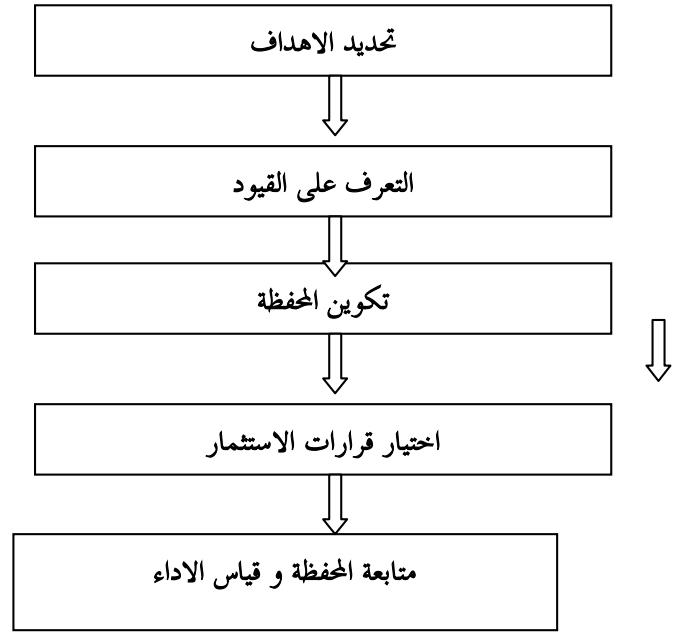 تحديد الاهداف
التعرف على القيود
تكوين المحفظة
اختيار قرارات الاستثمار
متابعة المحفظة و قياس الاداء